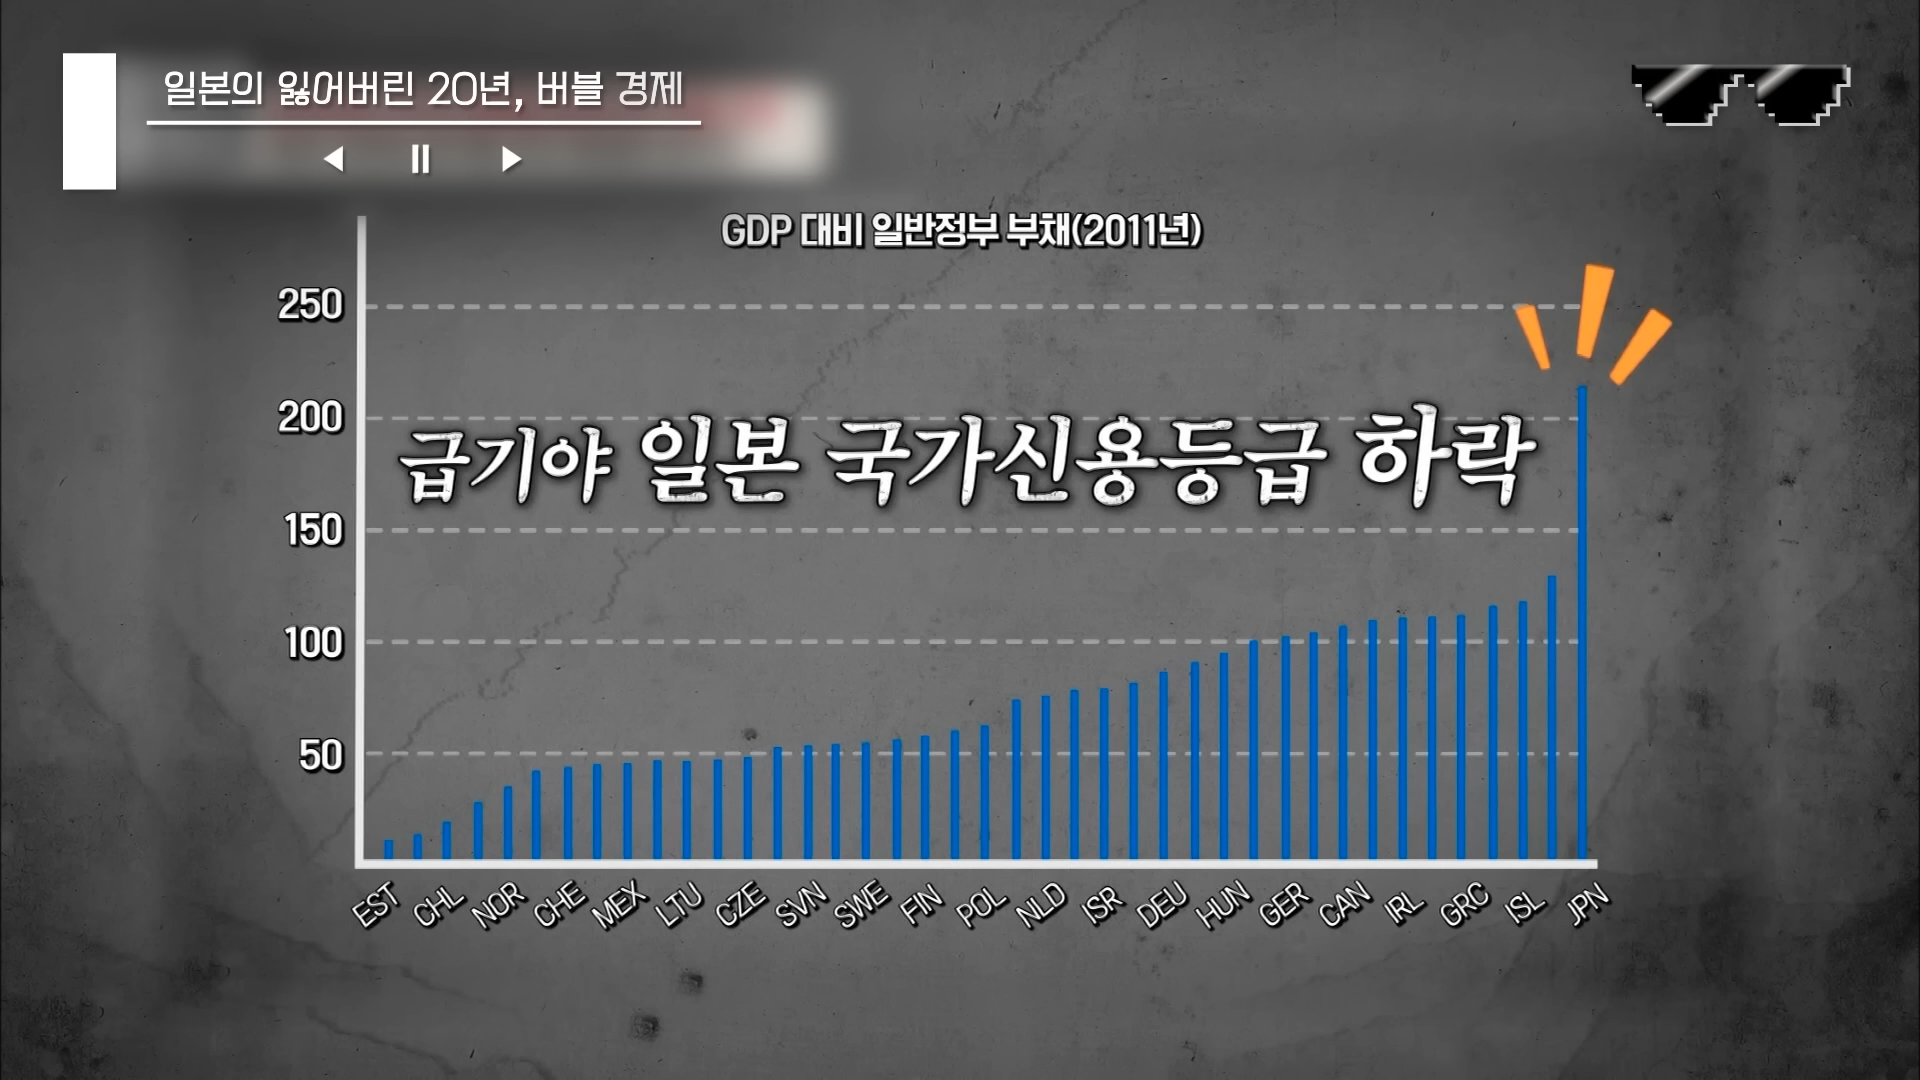 일본의 잃어버린 20년, 버블 경제
GDP 대비 일반정부 부채(2011년)
250
200
급기야 일본 국가신용등급 하락
150
100
50
EST CHL NOR CHE MEX LTU CZE SVN SWE FIN POL NLD ISR DEU HUN GER CAN IRL GRC ISL JPN